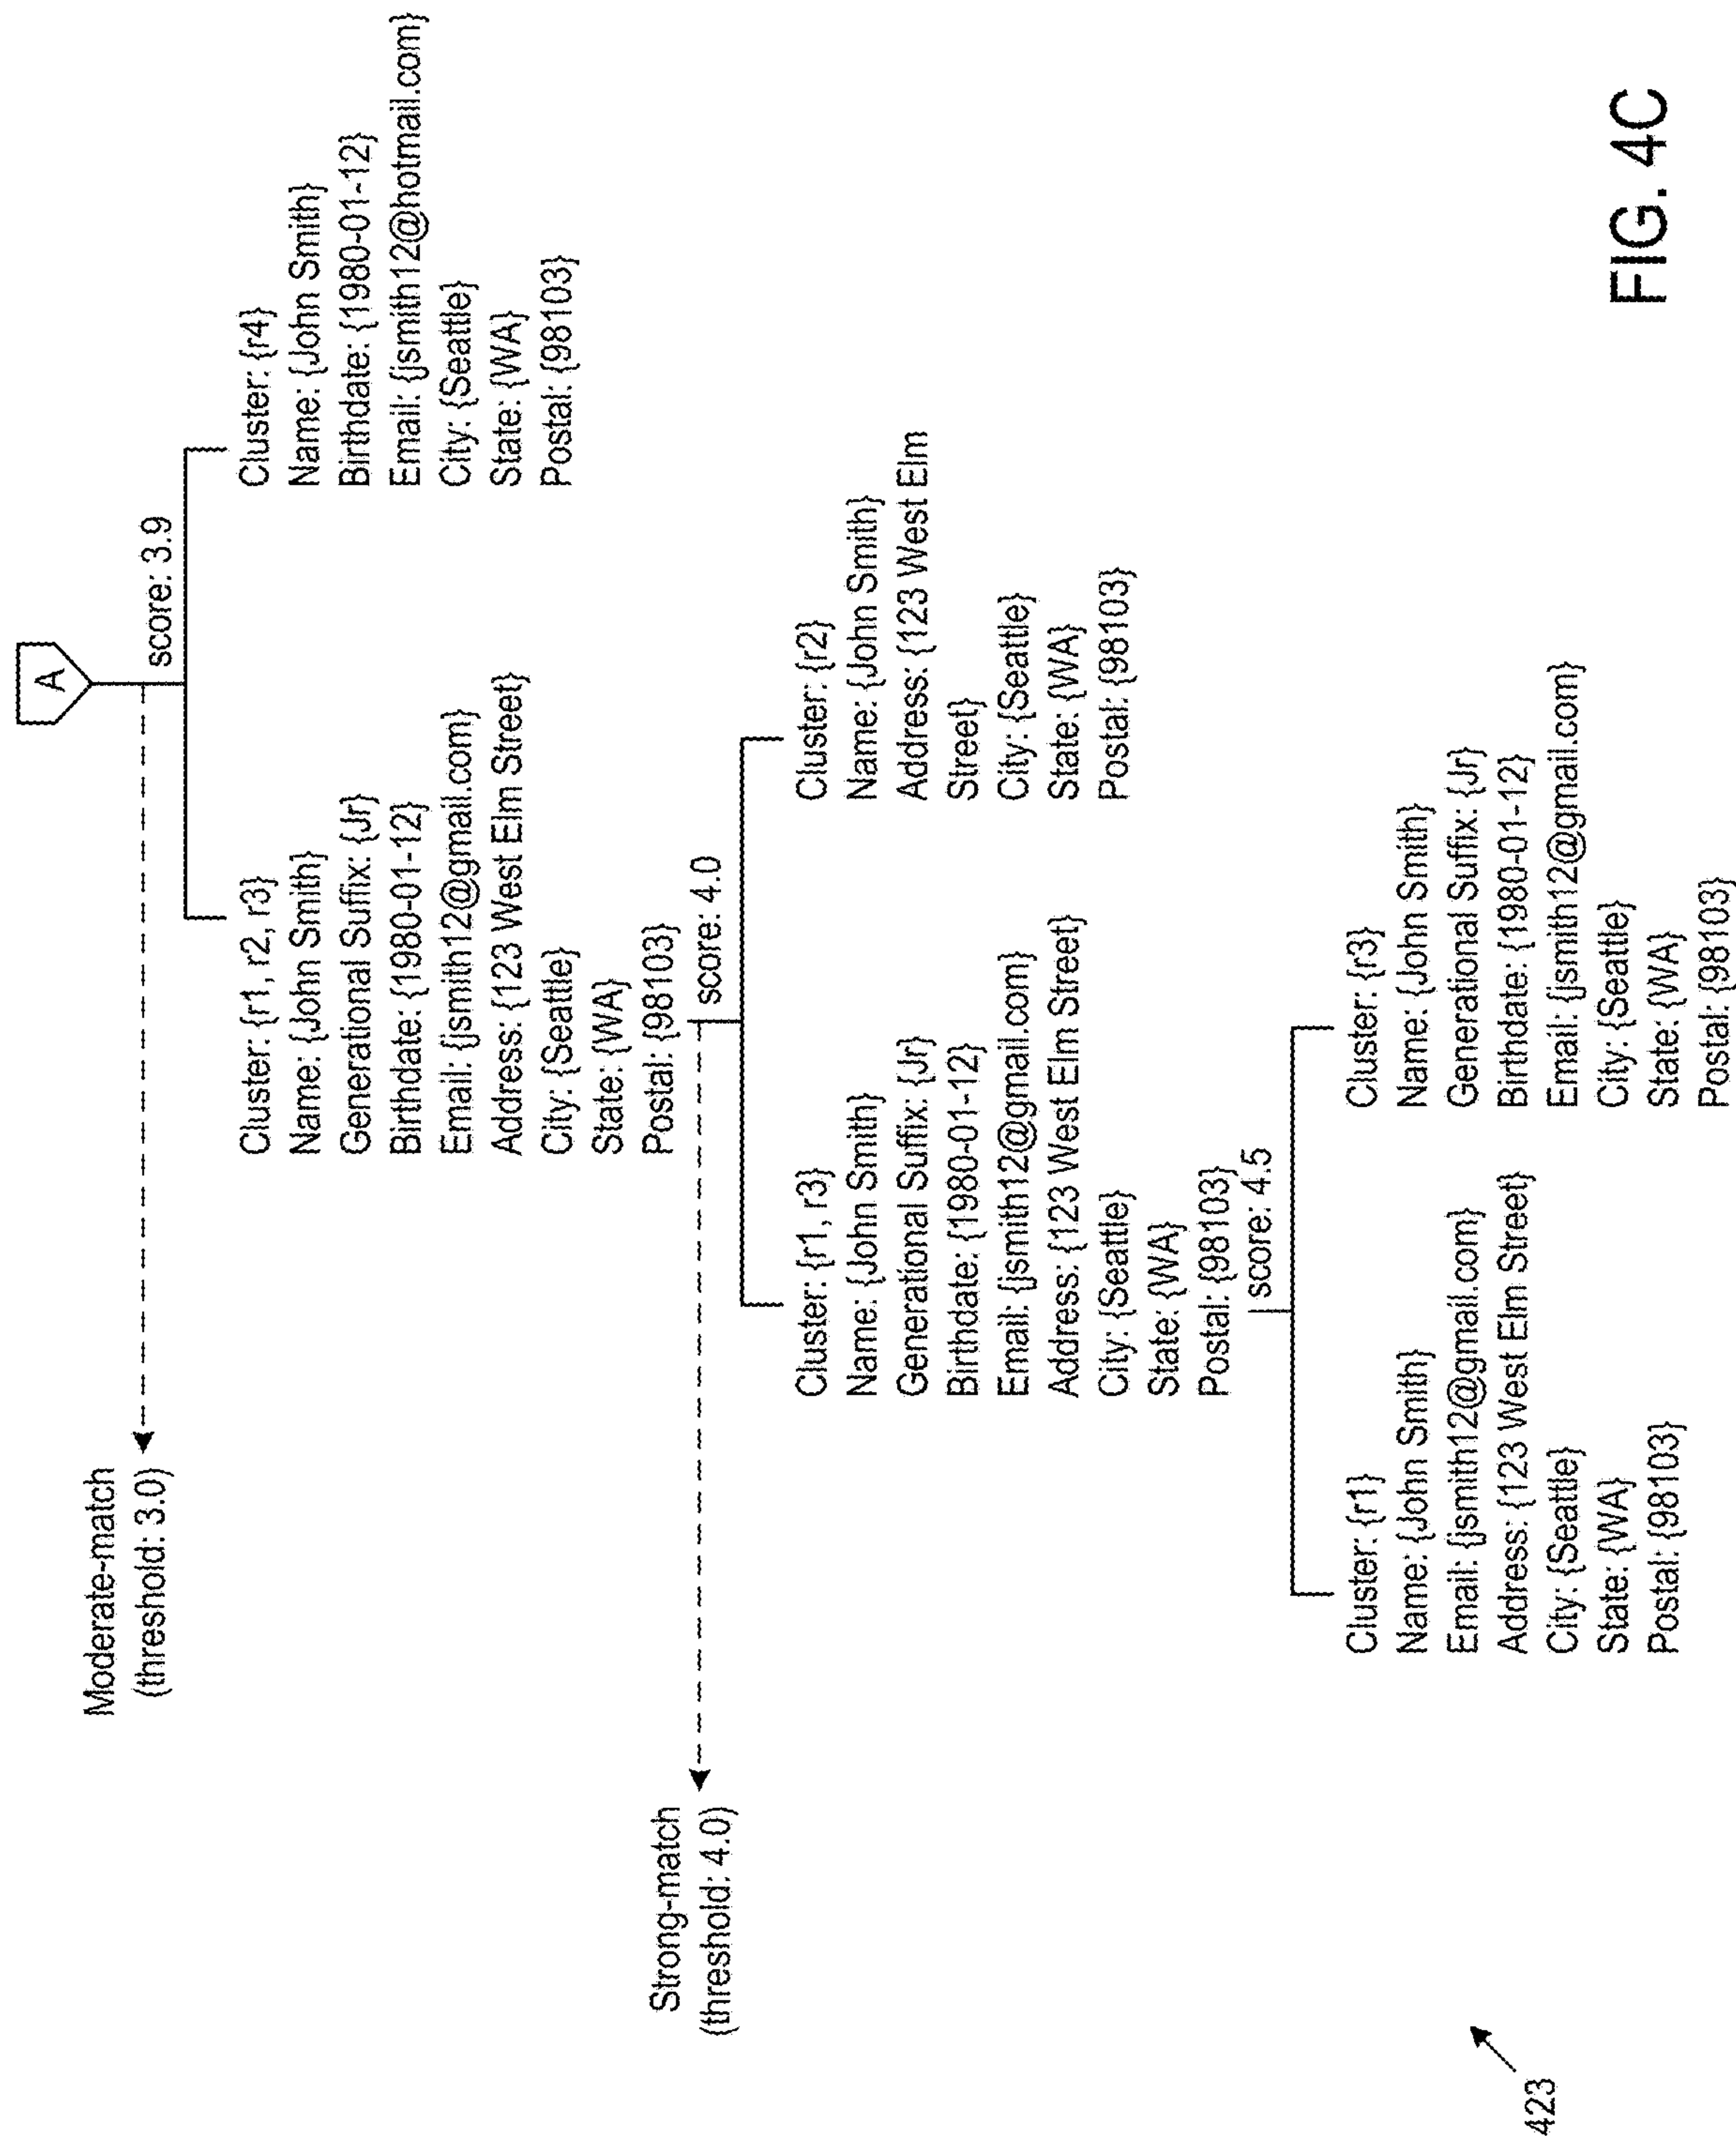 A
score: 3.9
Moderate-match
(threshold: 3.0)
Cluster: {r1, r2, r3}
Name: {John Smith}
Generational Suffix: {Jr}
Birthdate: {1980-01-12}
Email: {jsmith12@gmail.com}
Address: {123 West Elm Street}
City: {Seattle}
State: {WA}
Postal: {98103}
Cluster: {r4}
Name: {John Smith}
Birthdate: {1980-01-12}
Email: {jsmith12@hotmail.com}
City: {Seattle}
State: {WA}
Postal: {98103}
score: 4.0
Strong-match
(threshold: 4.0)
Cluster: {r1, r3}
Name: {John Smith}
Generational Suffix: {Jr}
Birthdate: {1980-01-12}
Email: {jsmith12@gmail.com}
Address: {123 West Elm Street}
City: {Seattle}
State: {WA}
Postal: {98103}
Cluster: {r2}
Name: {John Smith}
Address: {123 West Elm
Street}
City: {Seattle}
State: {WA}
Postal: {98103}
score: 4.5
Cluster: {r1}
Name: {John Smith}
Email: {jsmith12@gmail.com}
Address: {123 West Elm Street}
City: {Seattle}
State: {WA}
Postal: {98103}
Cluster: {r3}
Name: {John Smith}
Generational Suffix: {Jr}
Birthdate: {1980-01-12}
Email: {jsmith12@gmail.com}
City: {Seattle}
State: {WA}
Postal: {98103}
423
FIG. 4C